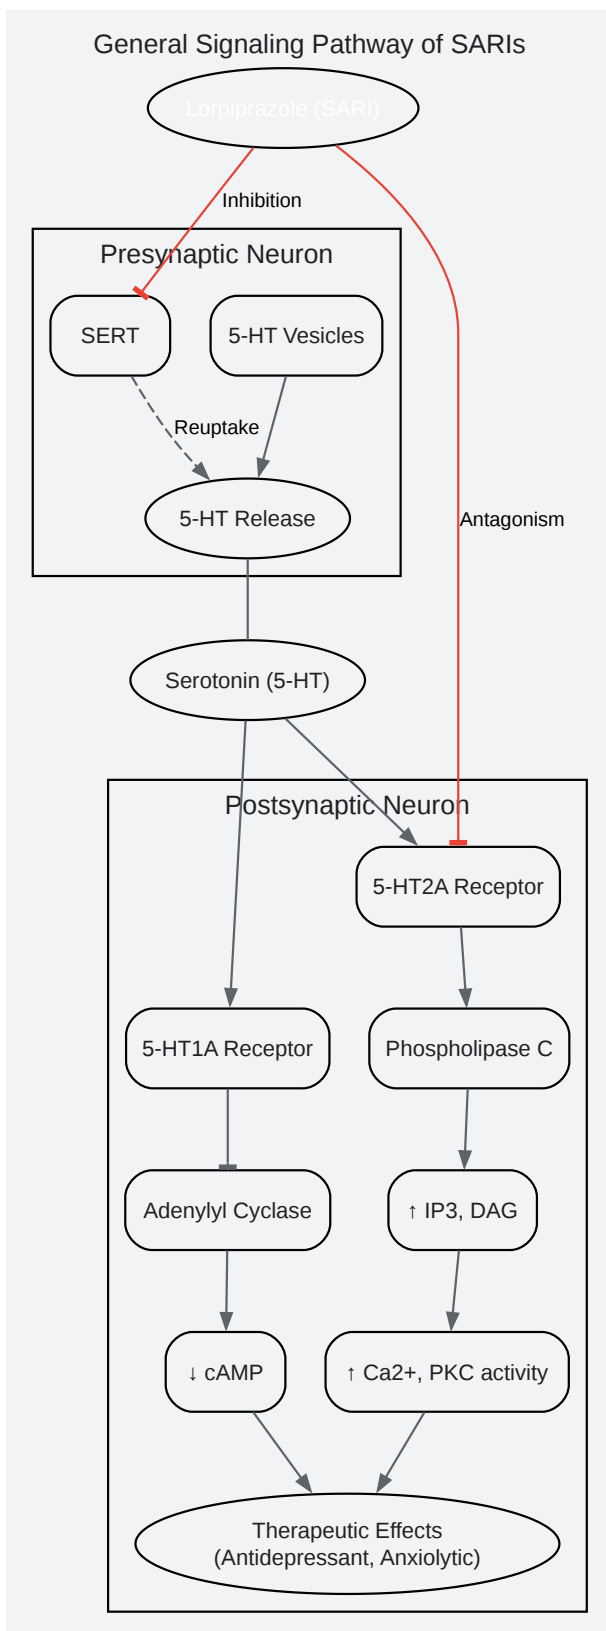 General Signaling Pathway of SARIs
Lorpiprazole (SARI)
Inhibition
Presynaptic Neuron
SERT
5-HT Vesicles
Reuptake
5-HT Release
Antagonism
Serotonin (5-HT)
Postsynaptic Neuron
5-HT2A Receptor
5-HT1A Receptor
Phospholipase C
Adenylyl Cyclase
↑ IP3, DAG
↓ cAMP
↑ Ca2+, PKC activity
Therapeutic Effects
(Antidepressant, Anxiolytic)